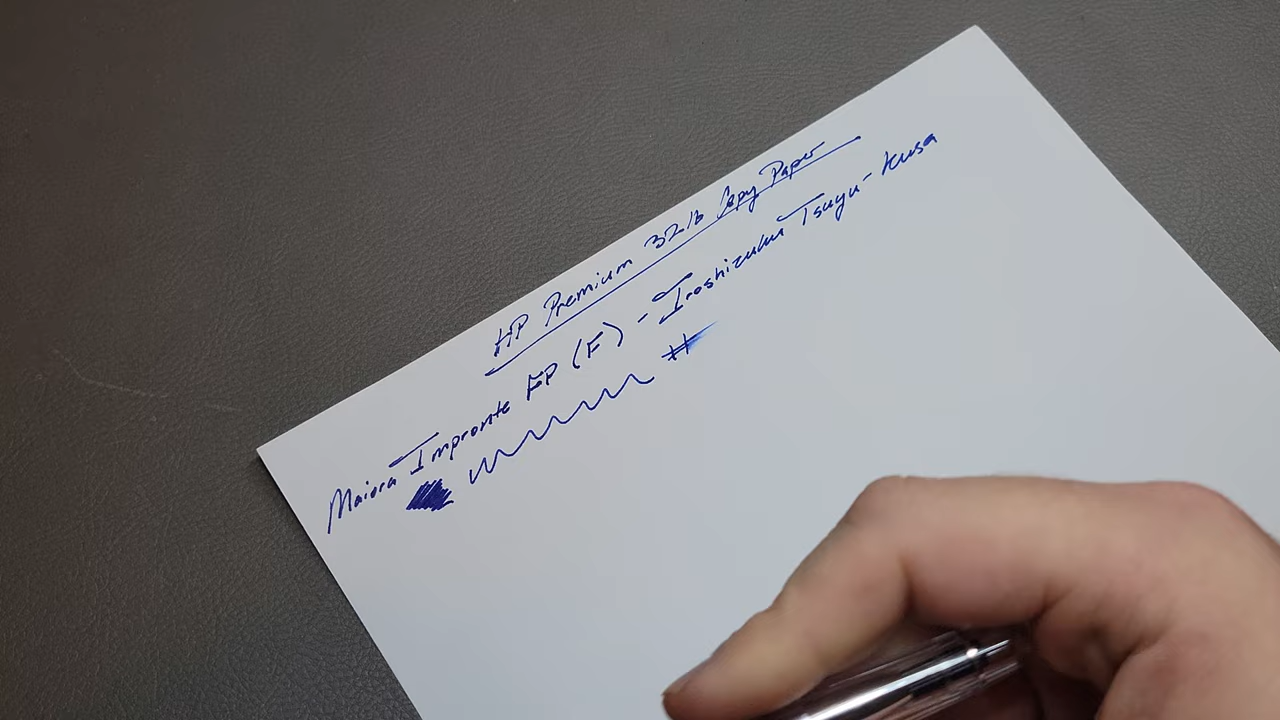 HP Premium 32lb Copy Paper
Maiora Impronte FP (F) - Iroshizuku Tsuyu-kusa
#